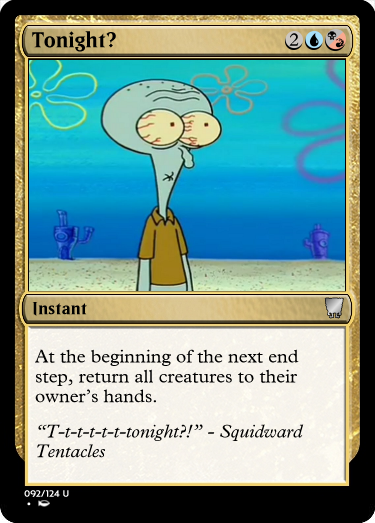 Tonight? 2
Instant
At the beginning of the next end
step, return all creatures to their
owner's hands.
“T-t-t-t-t-t-tonight?!” - Squidward
Tentacles
092/124 U